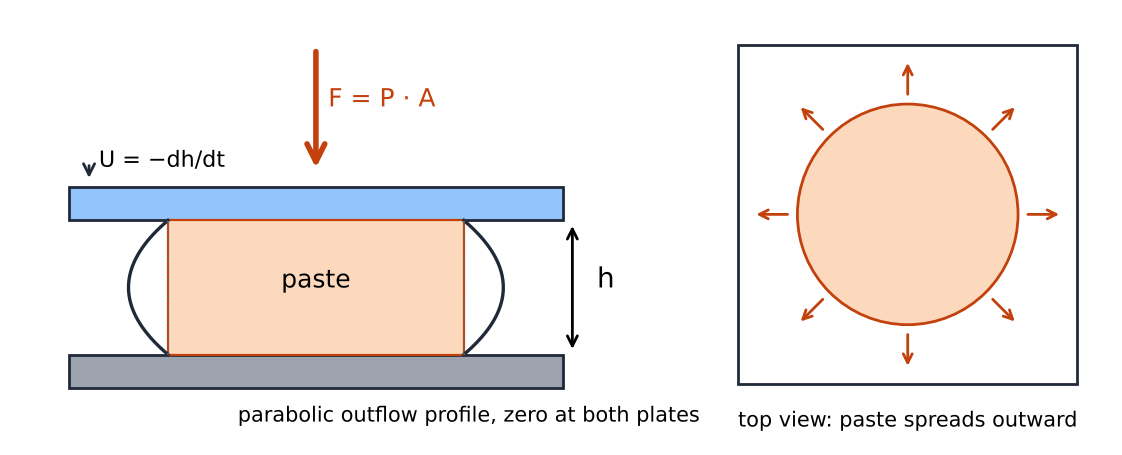 F = P · A
U = −dh/dt
paste
h
parabolic outflow profile, zero at both plates
top view: paste spreads outward